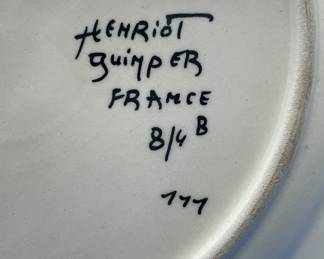 HENRIOT
quimpER
FRANCE
8/4 B
111